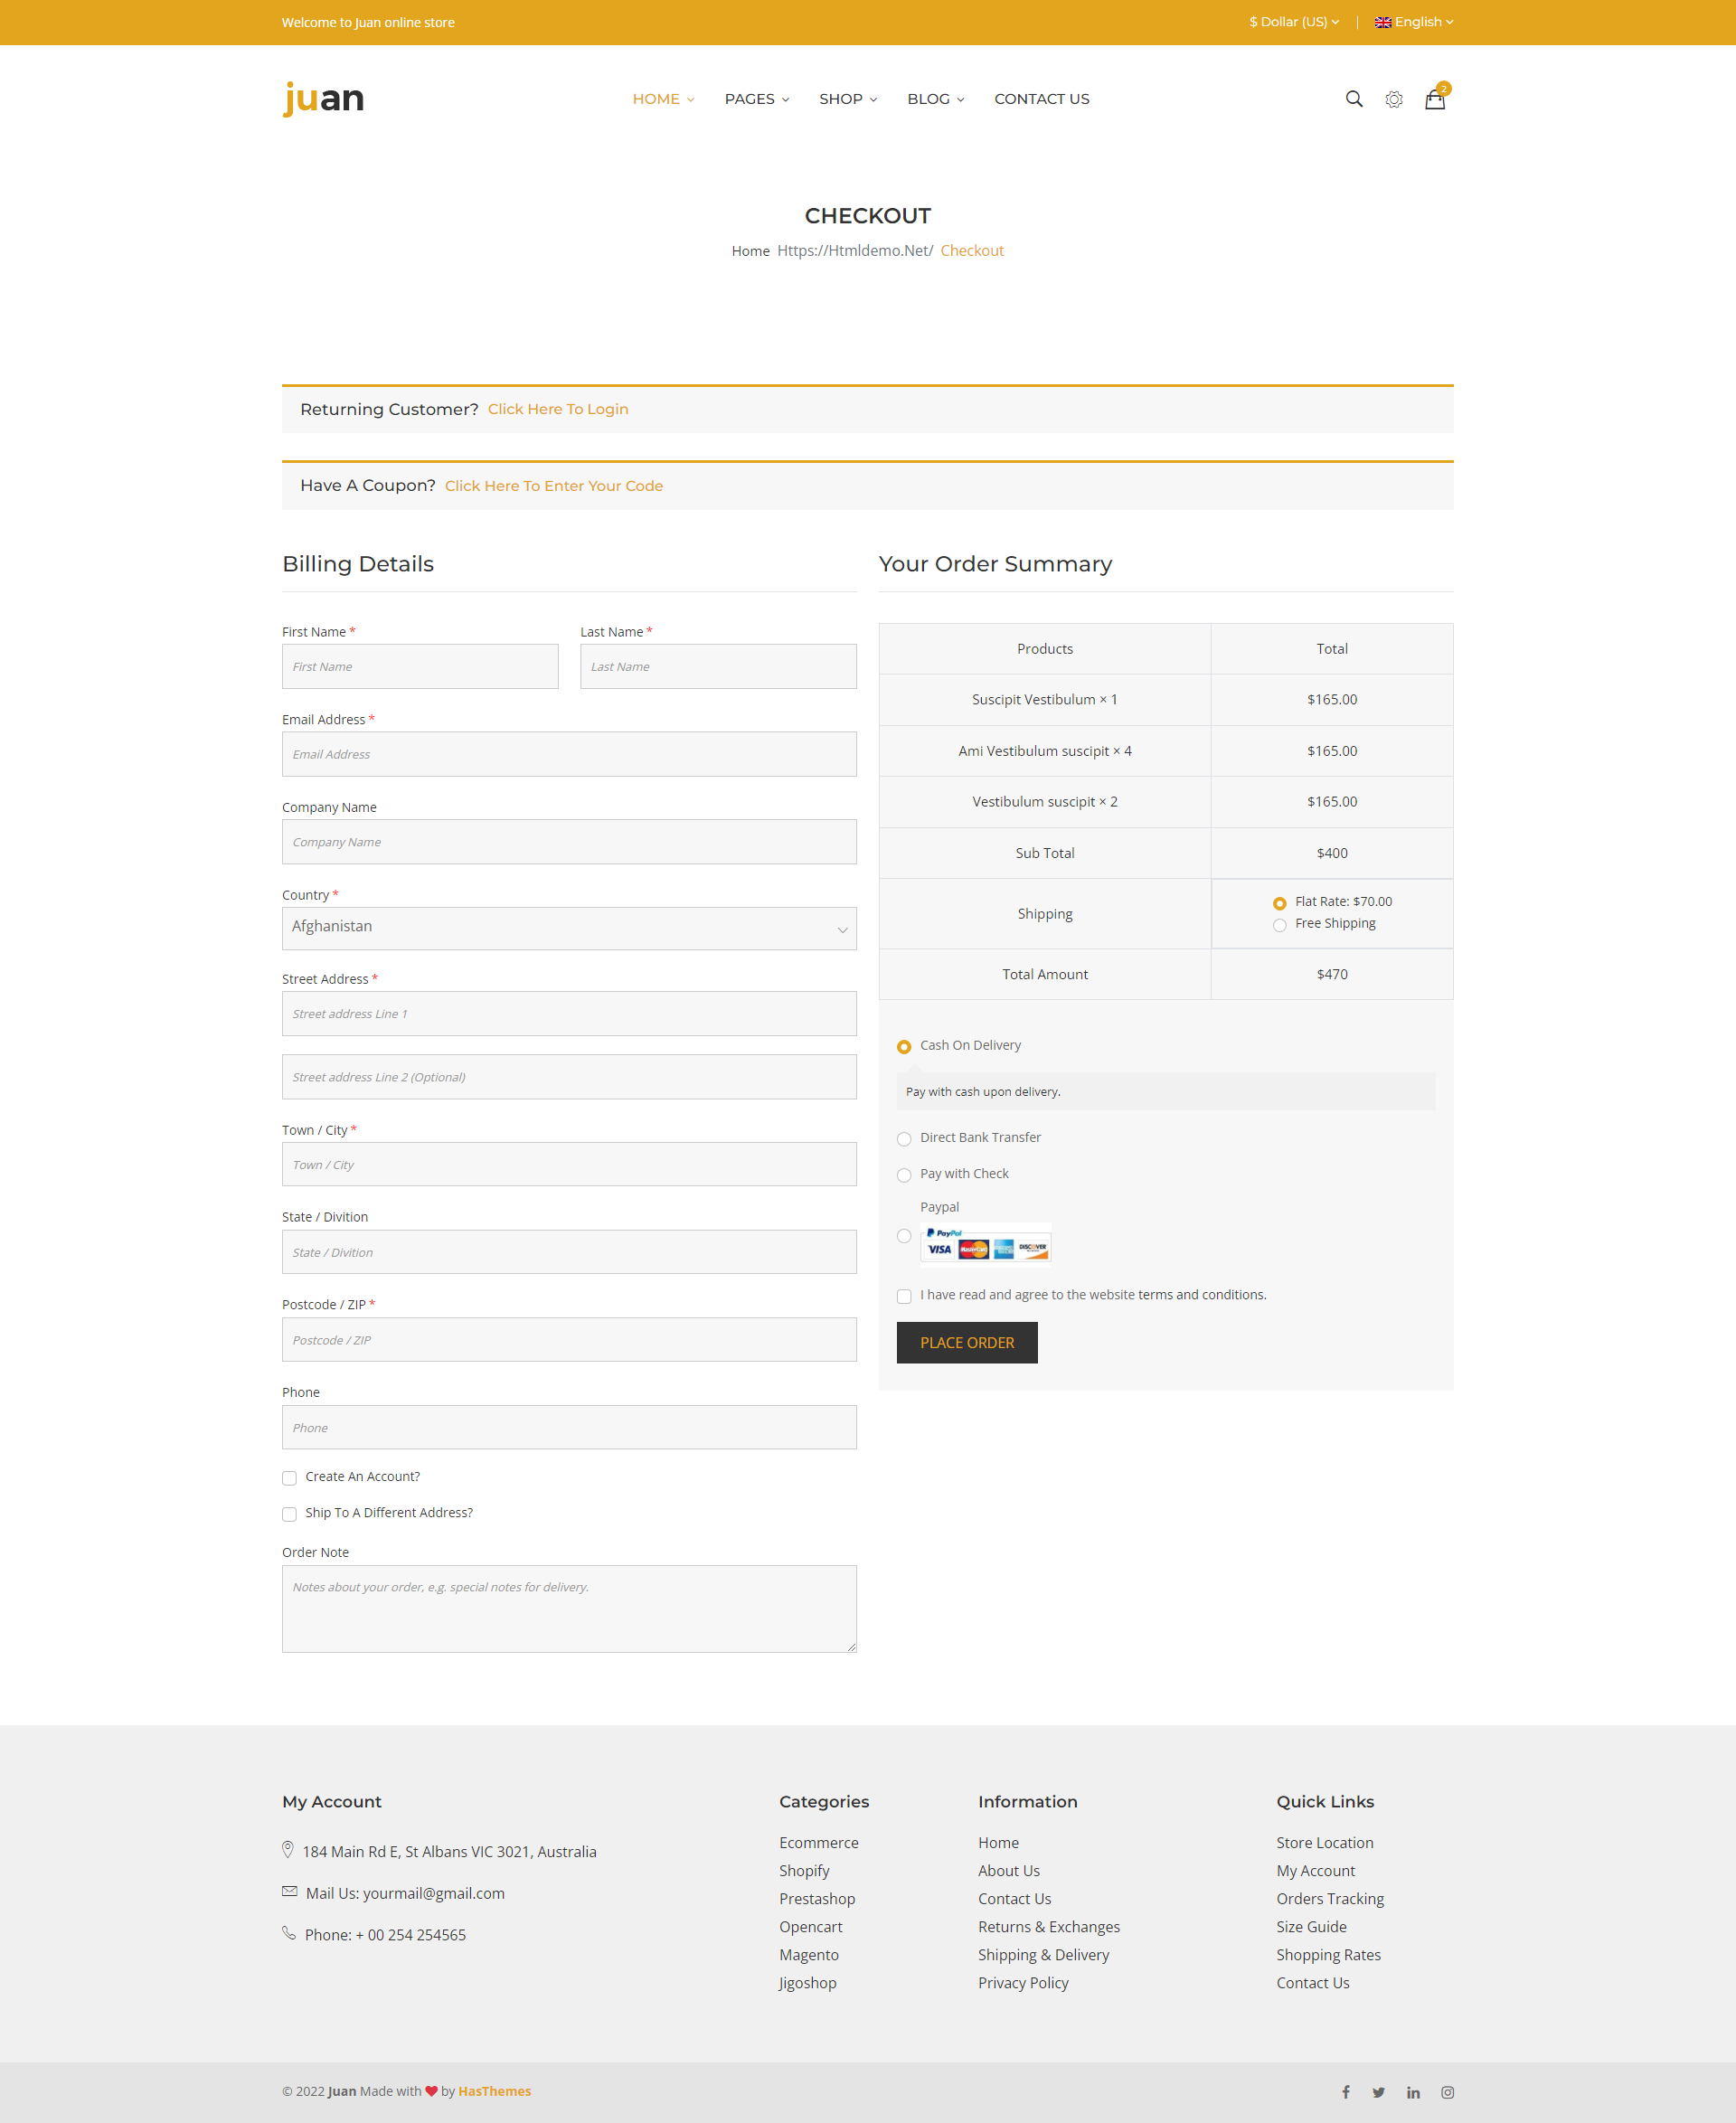 Welcome to Juan online store
$ Dollar (US)
English
juan
HOME
PAGES
SHOP
BLOG
CONTACT US
2
CHECKOUT
Home Https://Htmldemo.Net/ Checkout
Returning Customer? Click Here To Login
Have A Coupon? Click Here To Enter Your Code
Billing Details
First Name *
Last Name *
First Name
Last Name
Email Address *
Email Address
Company Name
Company Name
Country *
Afghanistan
Street Address *
Street address Line 1
Street address Line 2 (Optional)
Town / City *
Town / City
State / Divition
State / Divition
Postcode / ZIP *
Postcode / ZIP
Phone
Phone
Create An Account?
Ship To A Different Address?
Order Note
Notes about your order, e.g. special notes for delivery.
Your Order Summary
Products Total
Suscipit Vestibulum × 1 $165.00
Ami Vestibulum suscipit × 4 $165.00
Vestibulum suscipit × 2 $165.00
Sub Total $400
Shipping
Flat Rate: $70.00
Free Shipping
Total Amount $470
Cash On Delivery
Pay with cash upon delivery.
Direct Bank Transfer
Pay with Check
Paypal
PayPal
VISA MasterCard DISCOVER
I have read and agree to the website terms and conditions.
PLACE ORDER
My Account
184 Main Rd E, St Albans VIC 3021, Australia
Mail Us: yourmail@gmail.com
Phone: + 00 254 254565
Categories
Ecommerce
Shopify
Prestashop
Opencart
Magento
Jigoshop
Information
Home
About Us
Contact Us
Returns & Exchanges
Shipping & Delivery
Privacy Policy
Quick Links
Store Location
My Account
Orders Tracking
Size Guide
Shopping Rates
Contact Us
© 2022 Juan Made with ❤ by HasThemes